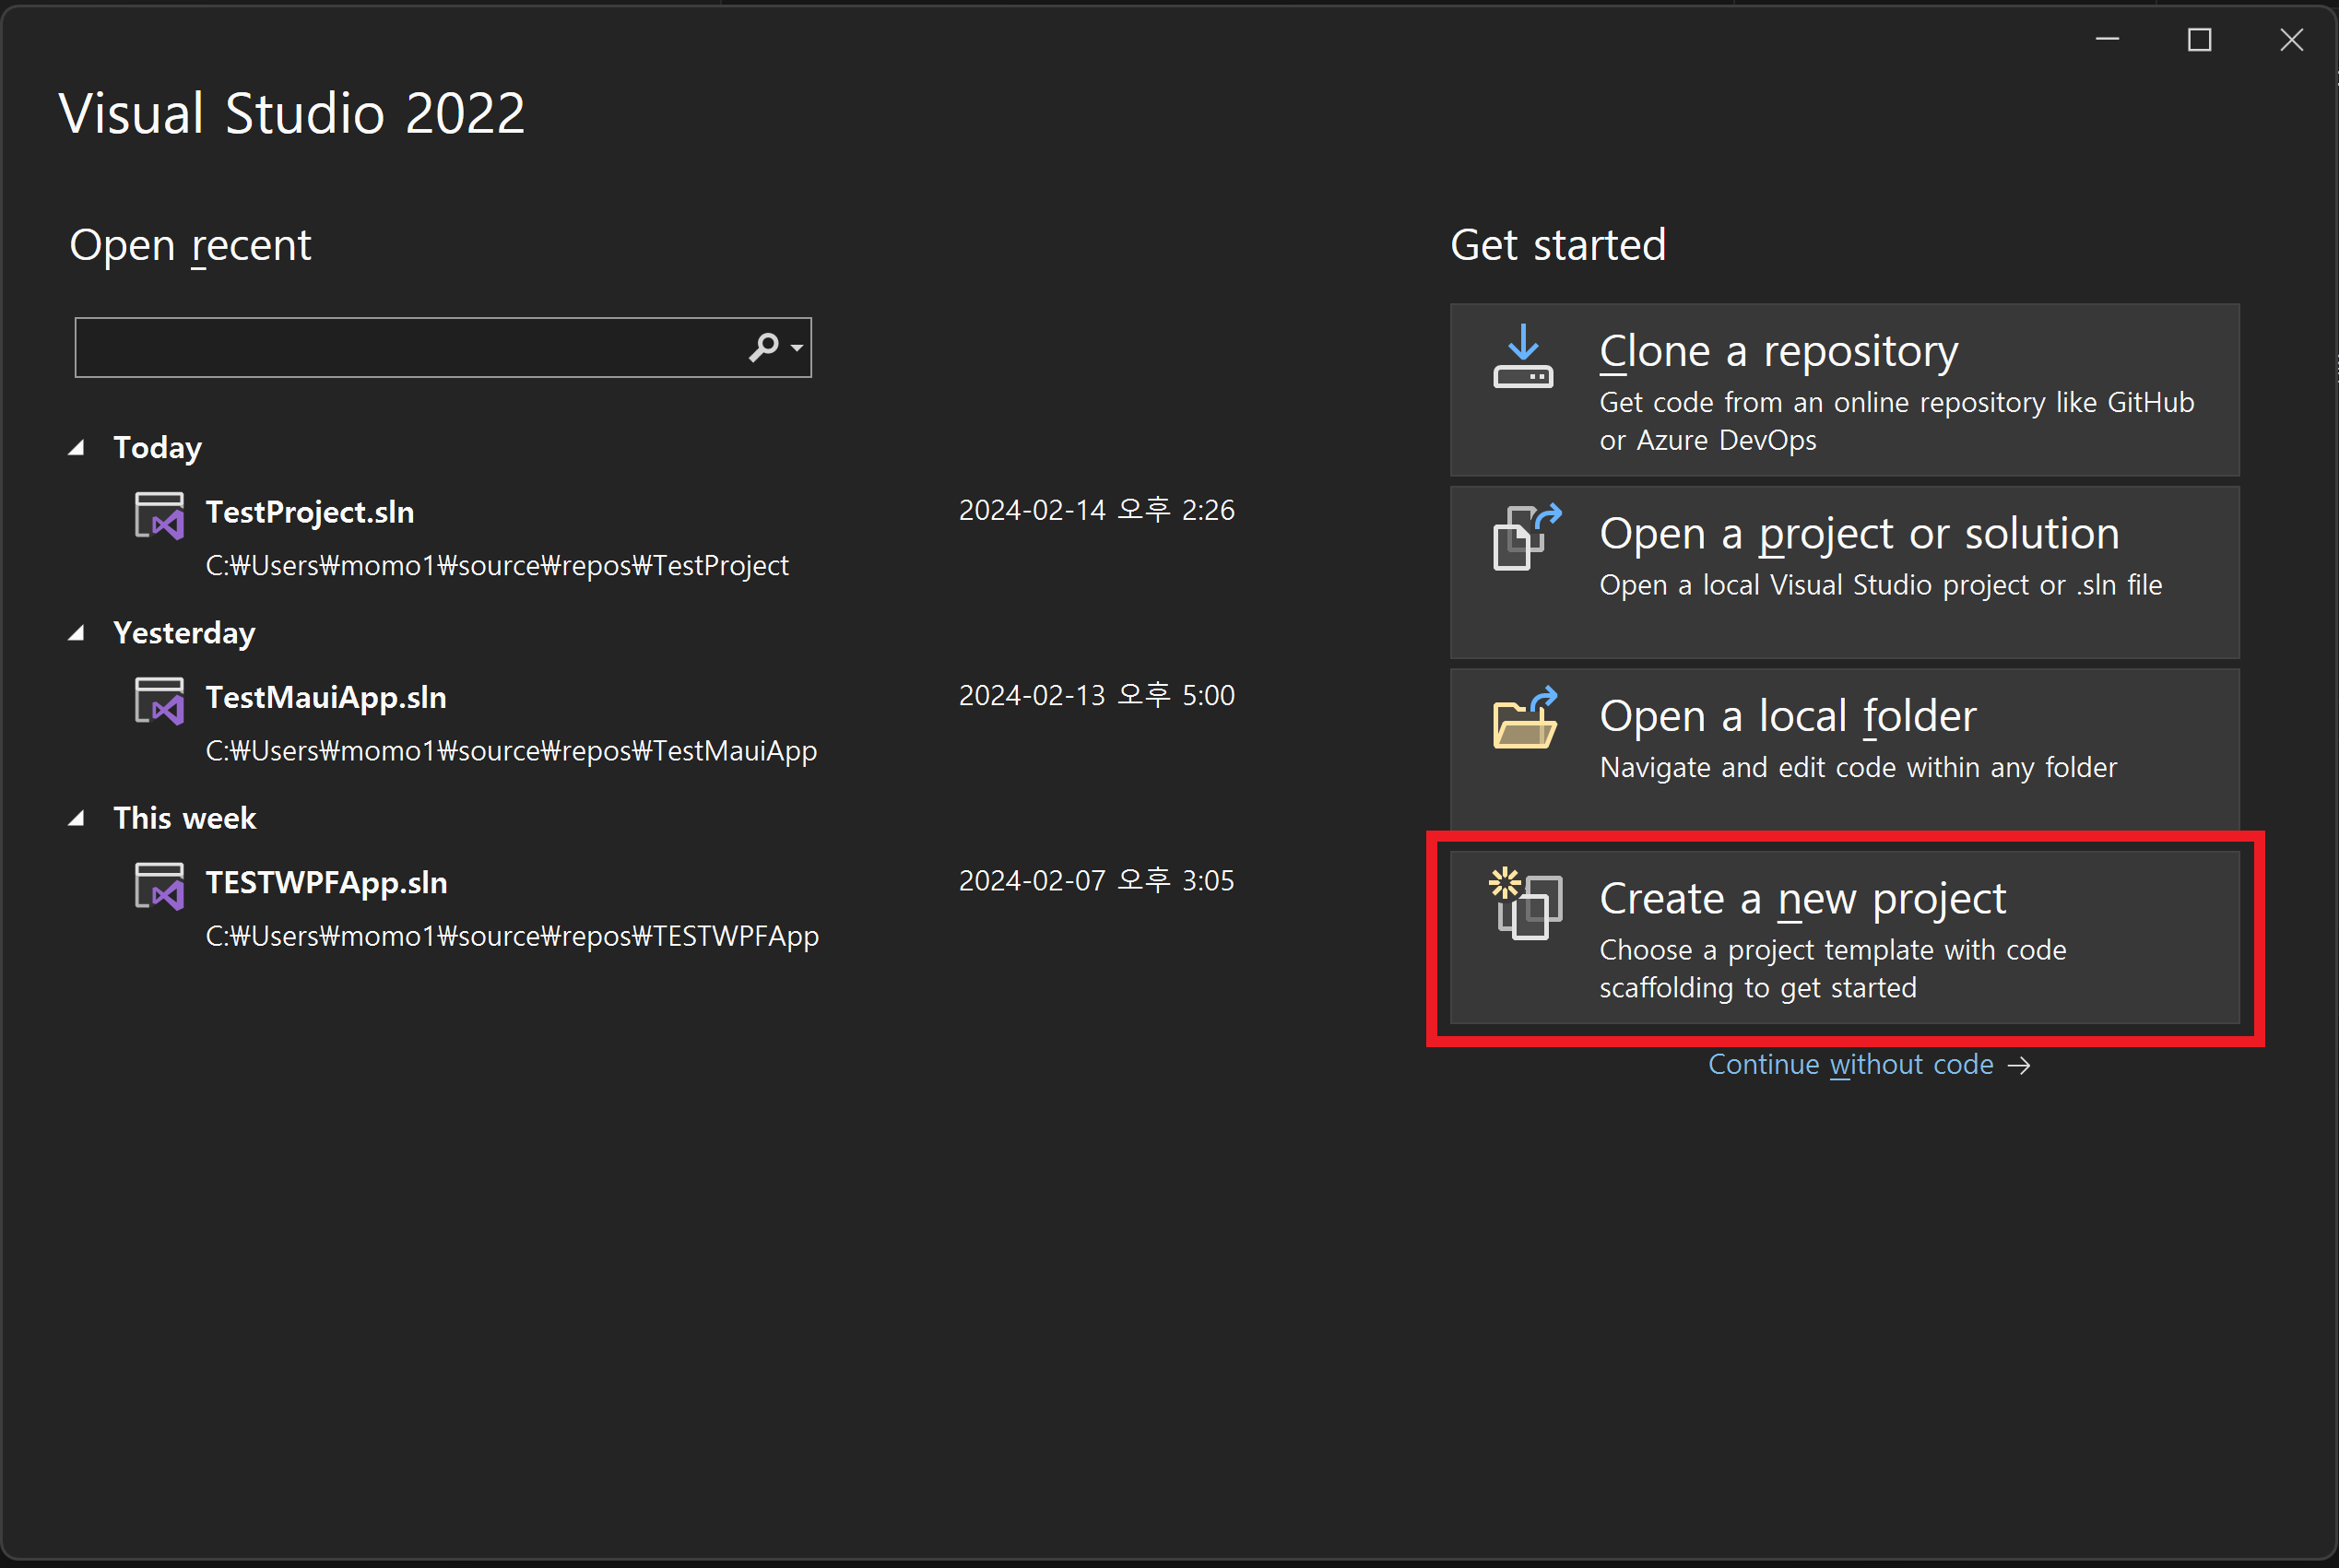 Visual Studio 2022
Open recent
Today
TestProject.sln
2024-02-14 오후 2:26
C:₩Users₩momo1₩source₩repos₩TestProject
Yesterday
TestMauiApp.sln
2024-02-13 오후 5:00
C:₩Users₩momo1₩source₩repos₩TestMauiApp
This week
TESTWPFApp.sln
2024-02-07 오후 3:05
C:₩Users₩momo1₩source₩repos₩TESTWPFApp
Get started
Clone a repository
Get code from an online repository like GitHub
or Azure DevOps
Open a project or solution
Open a local Visual Studio project or .sln file
Open a local folder
Navigate and edit code within any folder
Create a new project
Choose a project template with code
scaffolding to get started
Continue without code →